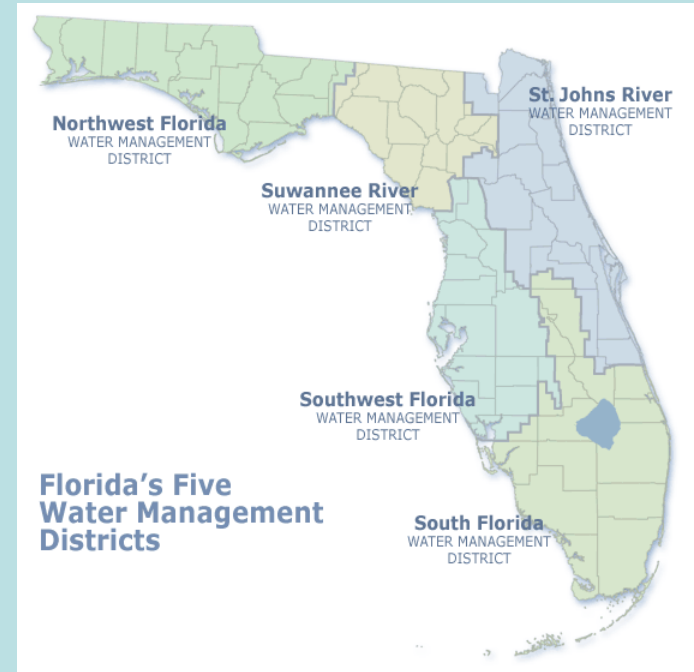 Northwest Florida
WATER MANAGEMENT
DISTRICT
St. Johns River
WATER MANAGEMENT
DISTRICT
Suwannee River
WATER MANAGEMENT
DISTRICT
Southwest Florida
WATER MANAGEMENT
DISTRICT
Florida's Five
Water Management
Districts
South Florida
WATER MANAGEMENT
DISTRICT